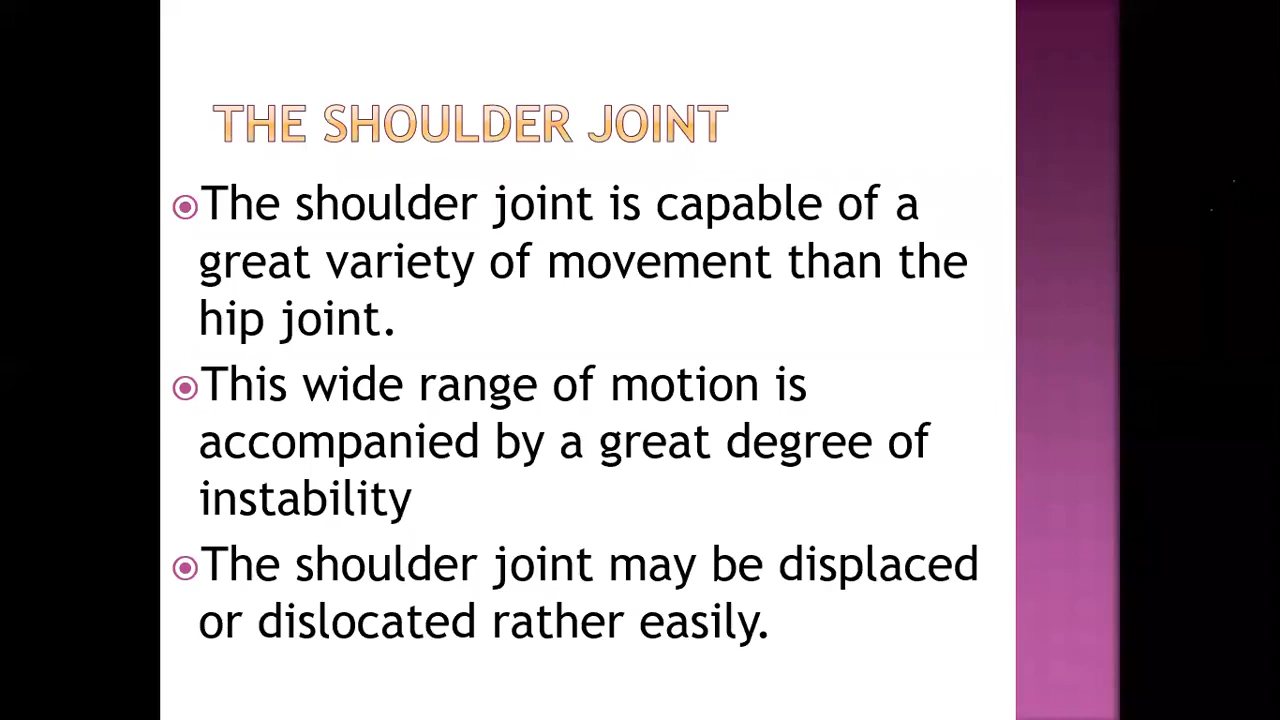 THE SHOULDER JOINT
The shoulder joint is capable of a
great variety of movement than the
hip joint.
This wide range of motion is
accompanied by a great degree of
instability
The shoulder joint may be displaced
or dislocated rather easily.